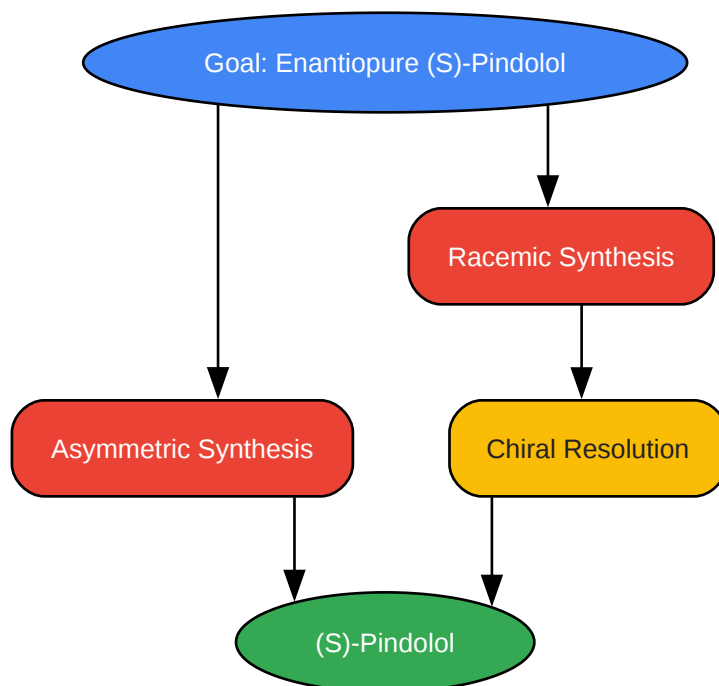 Goal: Enantiopure (S)-Pindolol
Racemic Synthesis
Asymmetric Synthesis
Chiral Resolution
(S)-Pindolol